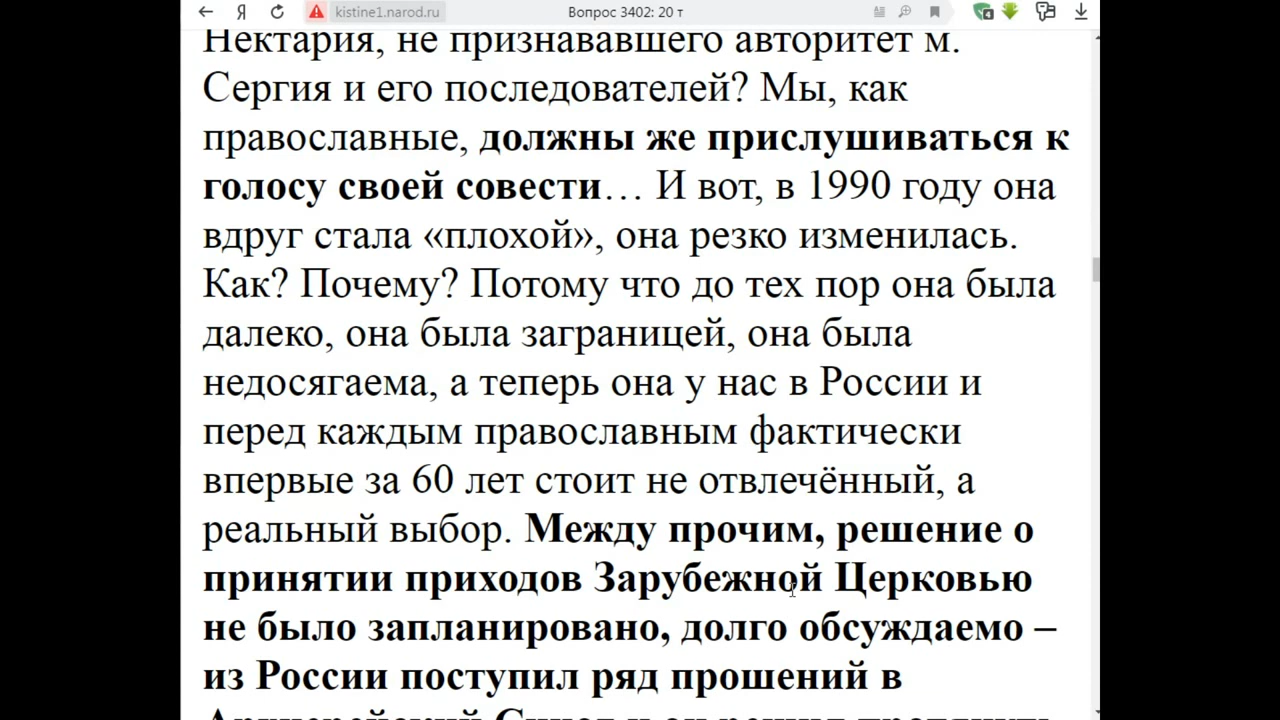 kistine1.narod.ru
Вопрос 3402: 20 т
4
Нектария, не признававшего авторитет м.
Сергия и его последователей? Мы, как
православные, должны же прислушиваться к
голосу своей совести… И вот, в 1990 году она
вдруг стала «плохой», она резко изменилась.
Как? Почему? Потому что до тех пор она была
далеко, она была заграницей, она была
недосягаема, а теперь она у нас в России и
перед каждым православным фактически
впервые за 60 лет стоит не отвлечённый, а
реальный выбор. Между прочим, решение о
принятии приходов Зарубежной Церковью
не было запланировано, долго обсуждаемо –
из России поступил ряд прошений в